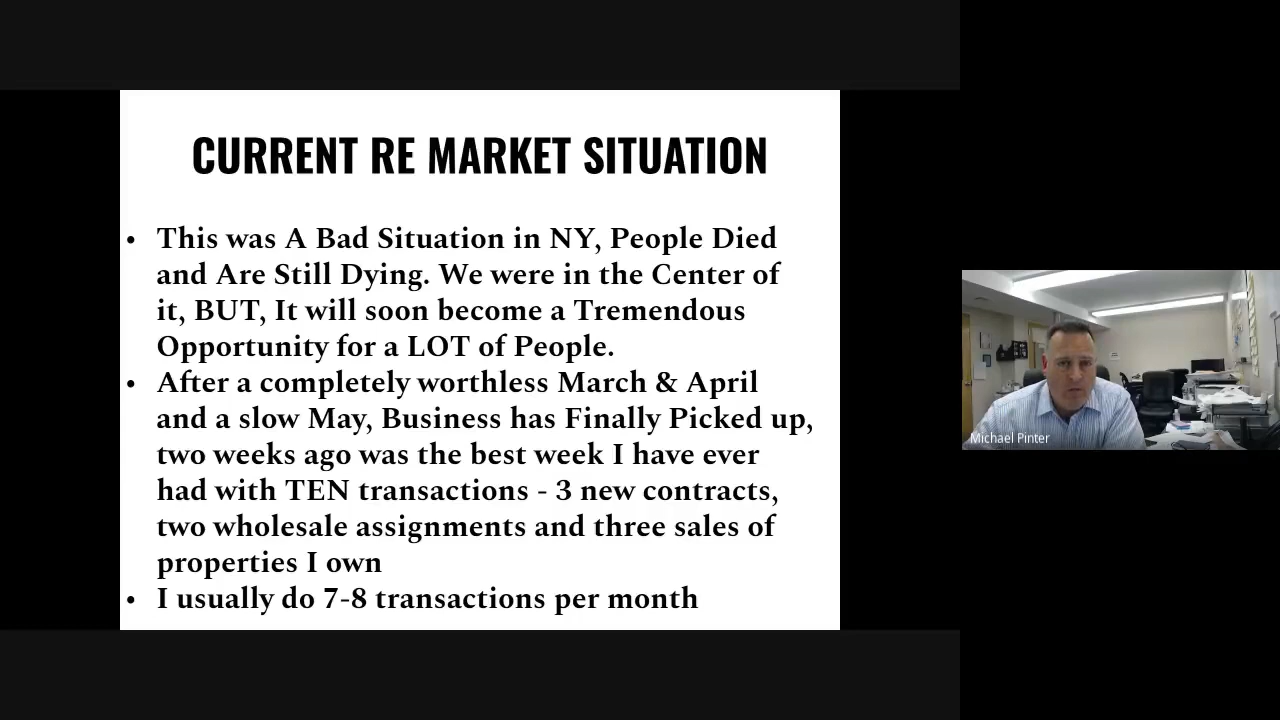 CURRENT RE MARKET SITUATION
• This was A Bad Situation in NY, People Died
and Are Still Dying. We were in the Center of
it, BUT, It will soon become a Tremendous
Opportunity for a LOT of People.
• After a completely worthless March & April
and a slow May, Business has Finally Picked up,
two weeks ago was the best week I have ever
had with TEN transactions - 3 new contracts,
two wholesale assignments and three sales of
properties I own
• I usually do 7-8 transactions per month
Michael Pinter